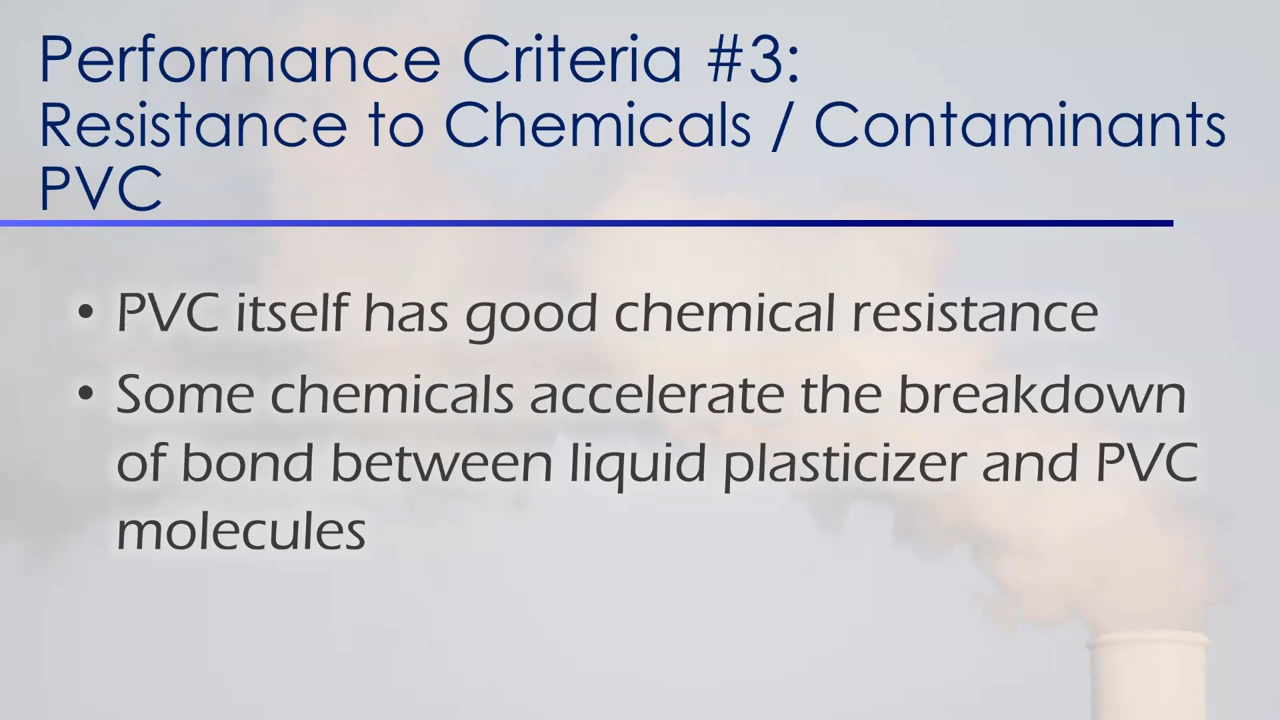 Performance Criteria #3:
Resistance to Chemicals / Contaminants
PVC
• PVC itself has good chemical resistance
• Some chemicals accelerate the breakdown
of bond between liquid plasticizer and PVC
molecules